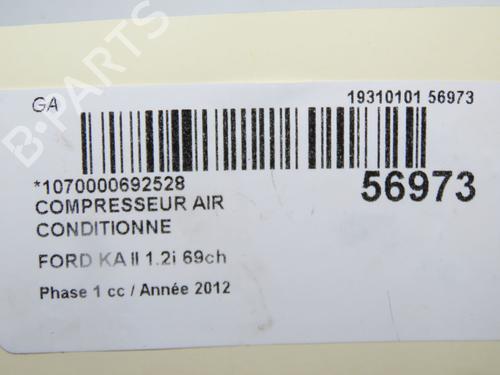 GA
19310101 56973
*1070000692528
56973
COMPRESSEUR AIR
CONDITIONNE
FORD KA II 1.2i 69ch
Phase 1 cc / Année 2012
B-PARTS